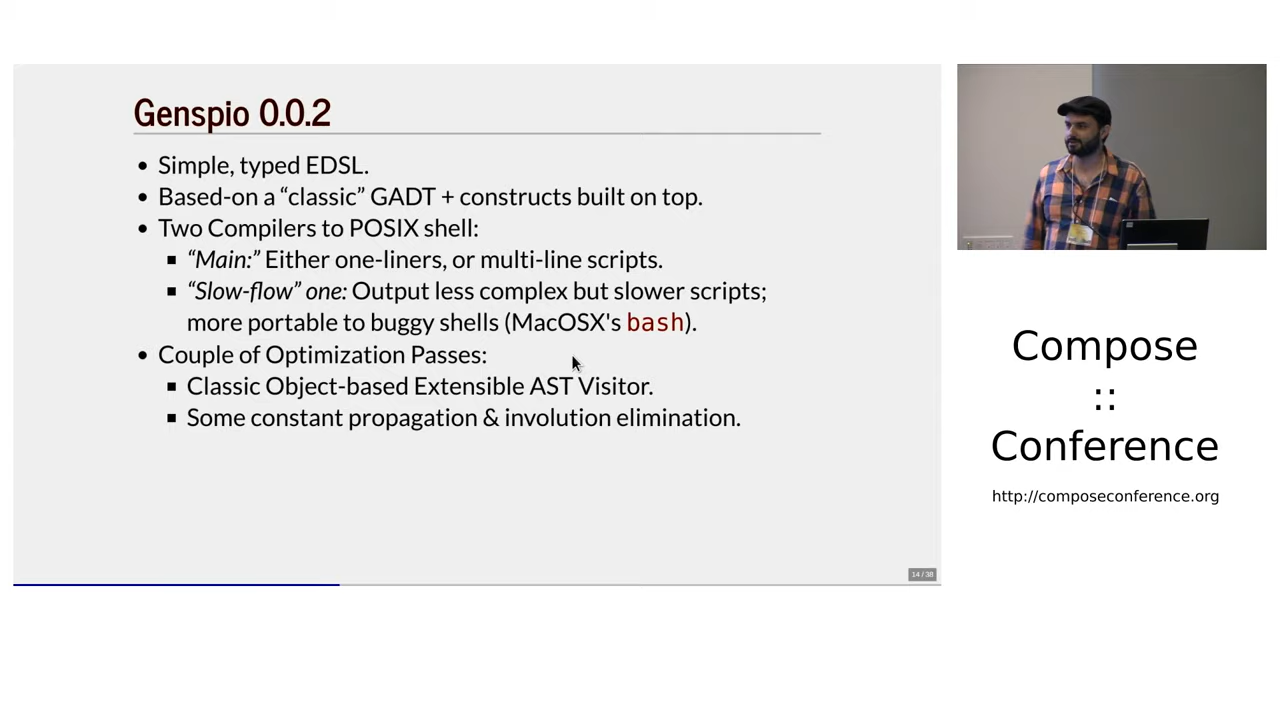 Genspio 0.0.2
• Simple, typed EDSL.
• Based-on a “classic” GADT + constructs built on top.
• Two Compilers to POSIX shell:
▪ “Main:” Either one-liners, or multi-line scripts.
▪ “Slow-flow” one: Output less complex but slower scripts;
more portable to buggy shells (MacOSX's bash).
• Couple of Optimization Passes:
▪ Classic Object-based Extensible AST Visitor.
▪ Some constant propagation & involution elimination.
14 / 38
Compose
::
Conference
http://composeconference.org